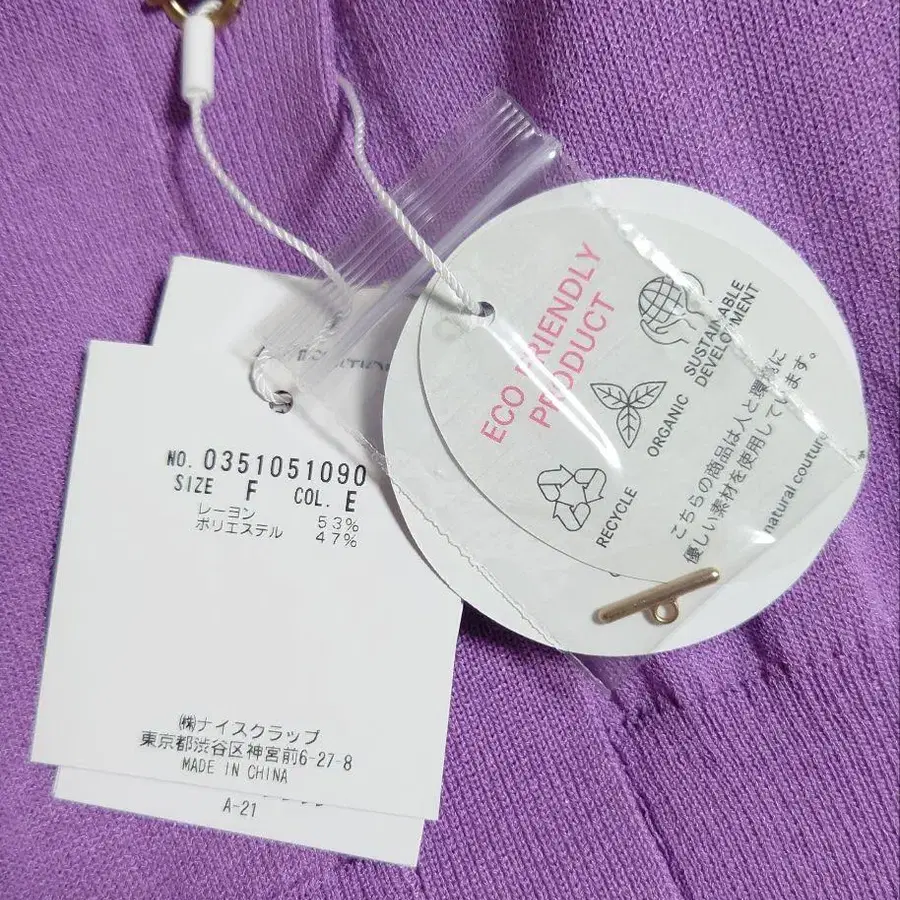 NO. 0351051090
SIZE F COL. E
レーヨン 53%
ポリエステル 47%
㈱ナイスクラップ
東京都渋谷区神宮前6-27-8
MADE IN CHINA
A-21
ECO FRIENDLY
PRODUCT
RECYCLE
ORGANIC
SUSTAINABLE
DEVELOPMENT
こちらの商品は人と環境に
優しい素材を使用してます。
natural couture